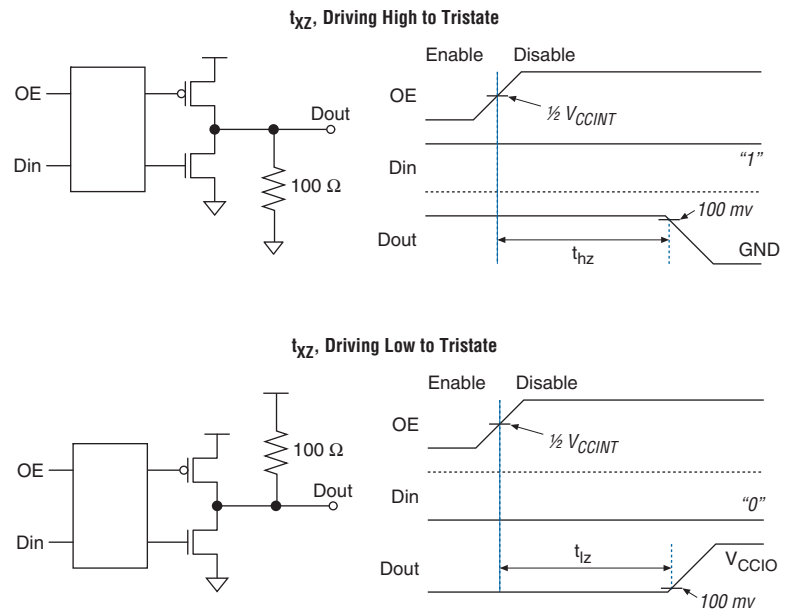 tXZ, Driving High to Tristate
Enable Disable
OE
Din
Dout
100 Ω
OE
½ VCCINT
Din
"1"
Dout
100 mv
thz
GND
tXZ, Driving Low to Tristate
Enable Disable
OE
Din
100 Ω
Dout
OE
½ VCCINT
Din
"0"
Dout
tlz
VCCIO
100 mv